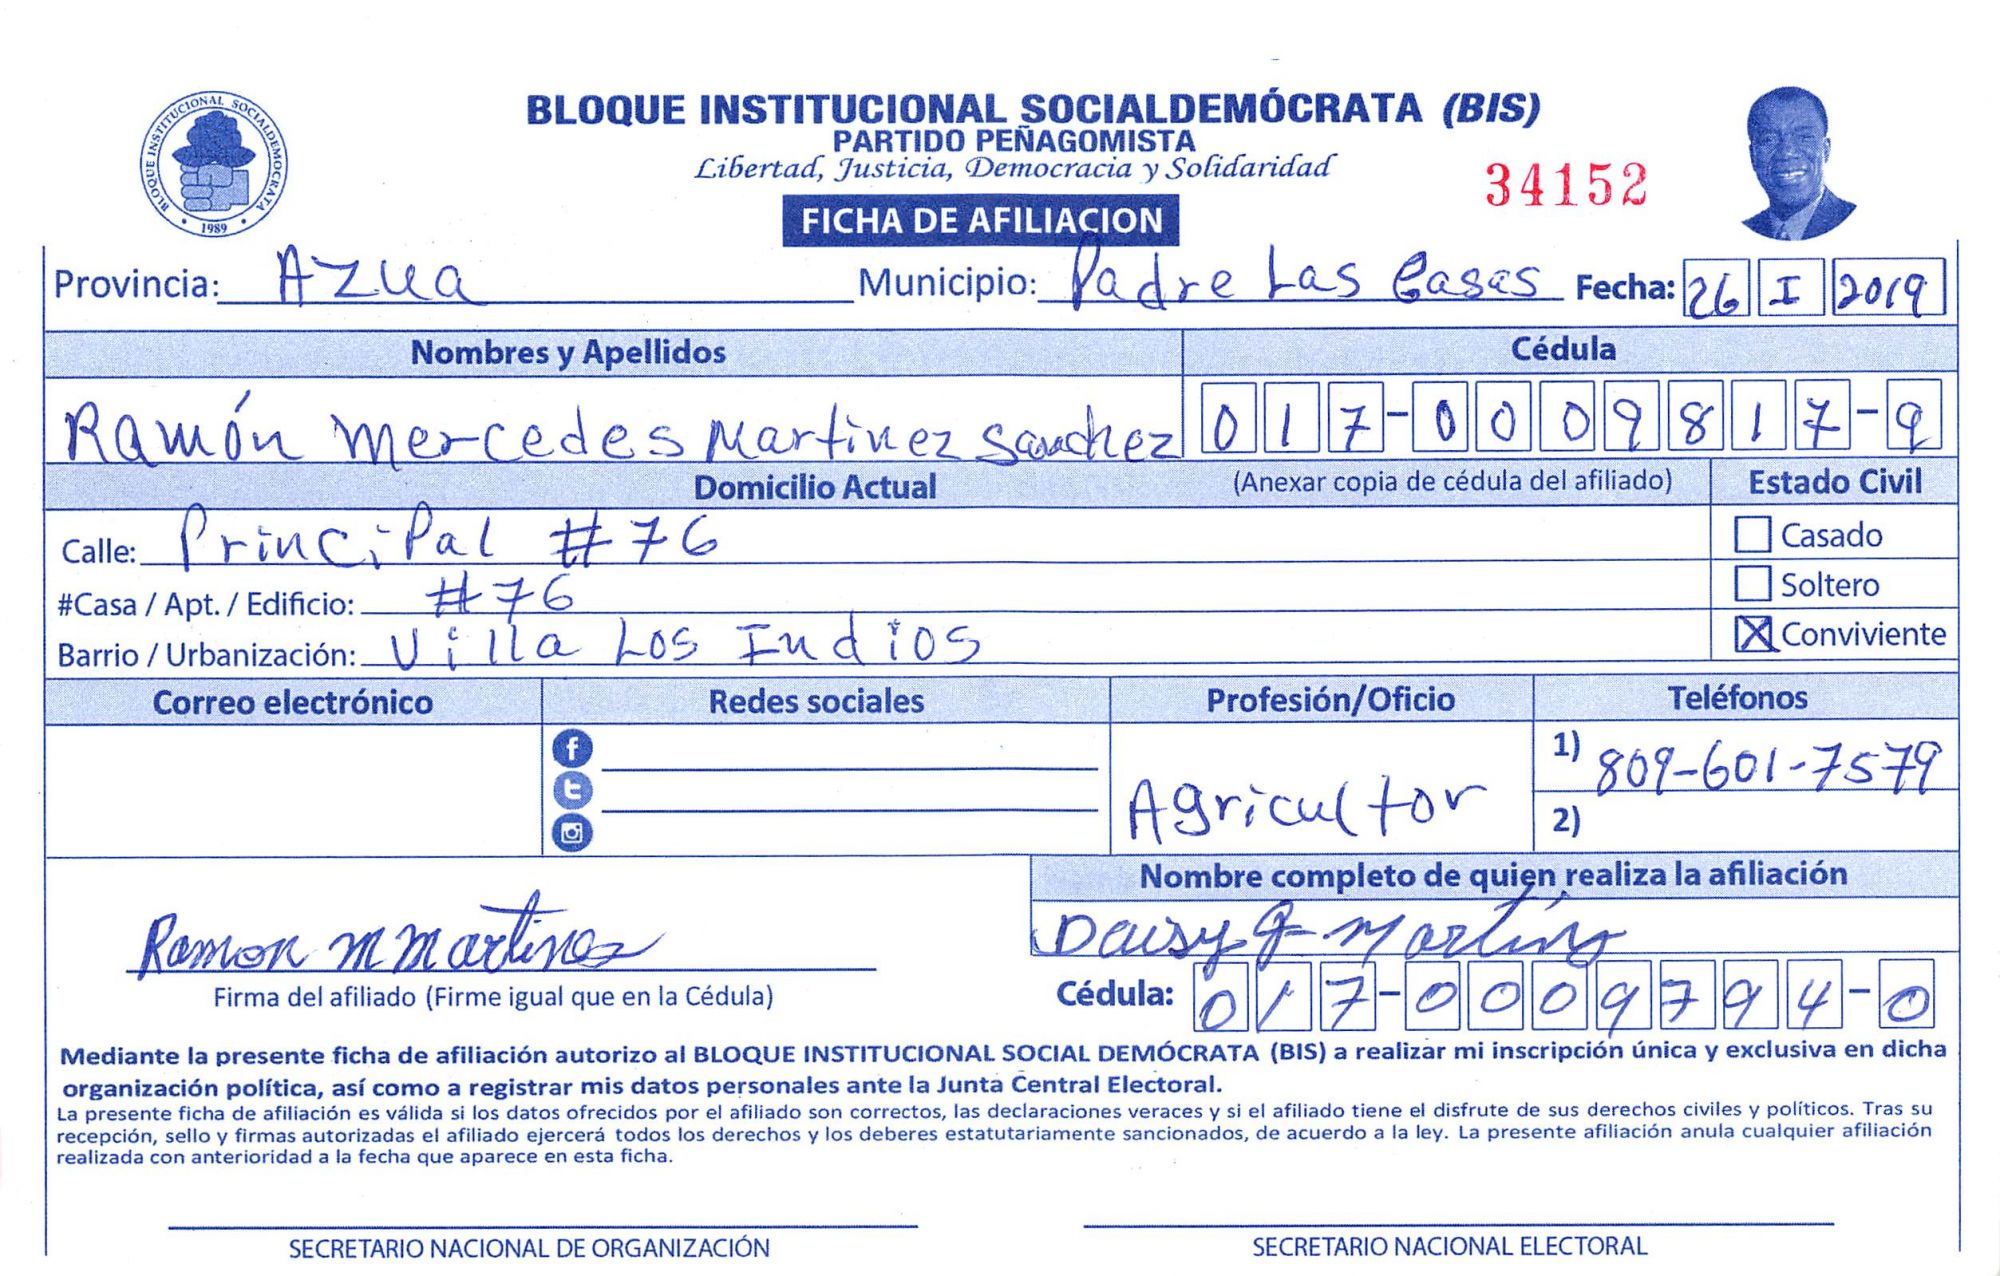 BLOQUE INSTITUCIONAL SOCIALDEMOCRATA
1989
BLOQUE INSTITUCIONAL SOCIALDEMÓCRATA (BIS)
PARTIDO PEÑAGOMISTA
Libertad, Justicia, Democracia y Solidaridad
34152
FICHA DE AFILIACION
Provincia: Azua Municipio: Padre Las Casas Fecha: 26 I 2019
Nombres y Apellidos Cédula
Ramón Mercedes Martinez Sanchez 017-0009817-9
Domicilio Actual (Anexar copia de cédula del afiliado) Estado Civil
Calle: Principal #76 Casado
#Casa / Apt. / Edificio: #76 Soltero
Barrio / Urbanización: Villa Los Indios X Conviviente
Correo electrónico Redes sociales Profesión/Oficio Teléfonos
Agricultor 1) 809-601-7579
2)
Nombre completo de quien realiza la afiliación
Ramon M Martinez Daisy J Martínez
Firma del afiliado (Firme igual que en la Cédula) Cédula: 017-0009794-0
Mediante la presente ficha de afiliación autorizo al BLOQUE INSTITUCIONAL SOCIAL DEMÓCRATA (BIS) a realizar mi inscripción única y exclusiva en dicha
organización política, así como a registrar mis datos personales ante la Junta Central Electoral.
La presente ficha de afiliación es válida si los datos ofrecidos por el afiliado son correctos, las declaraciones veraces y si el afiliado tiene el disfrute de sus derechos civiles y políticos. Tras su
recepción, sello y firmas autorizadas el afiliado ejercerá todos los derechos y los deberes estatutariamente sancionados, de acuerdo a la ley. La presente afiliación anula cualquier afiliación
realizada con anterioridad a la fecha que aparece en esta ficha.
SECRETARIO NACIONAL DE ORGANIZACIÓN SECRETARIO NACIONAL ELECTORAL